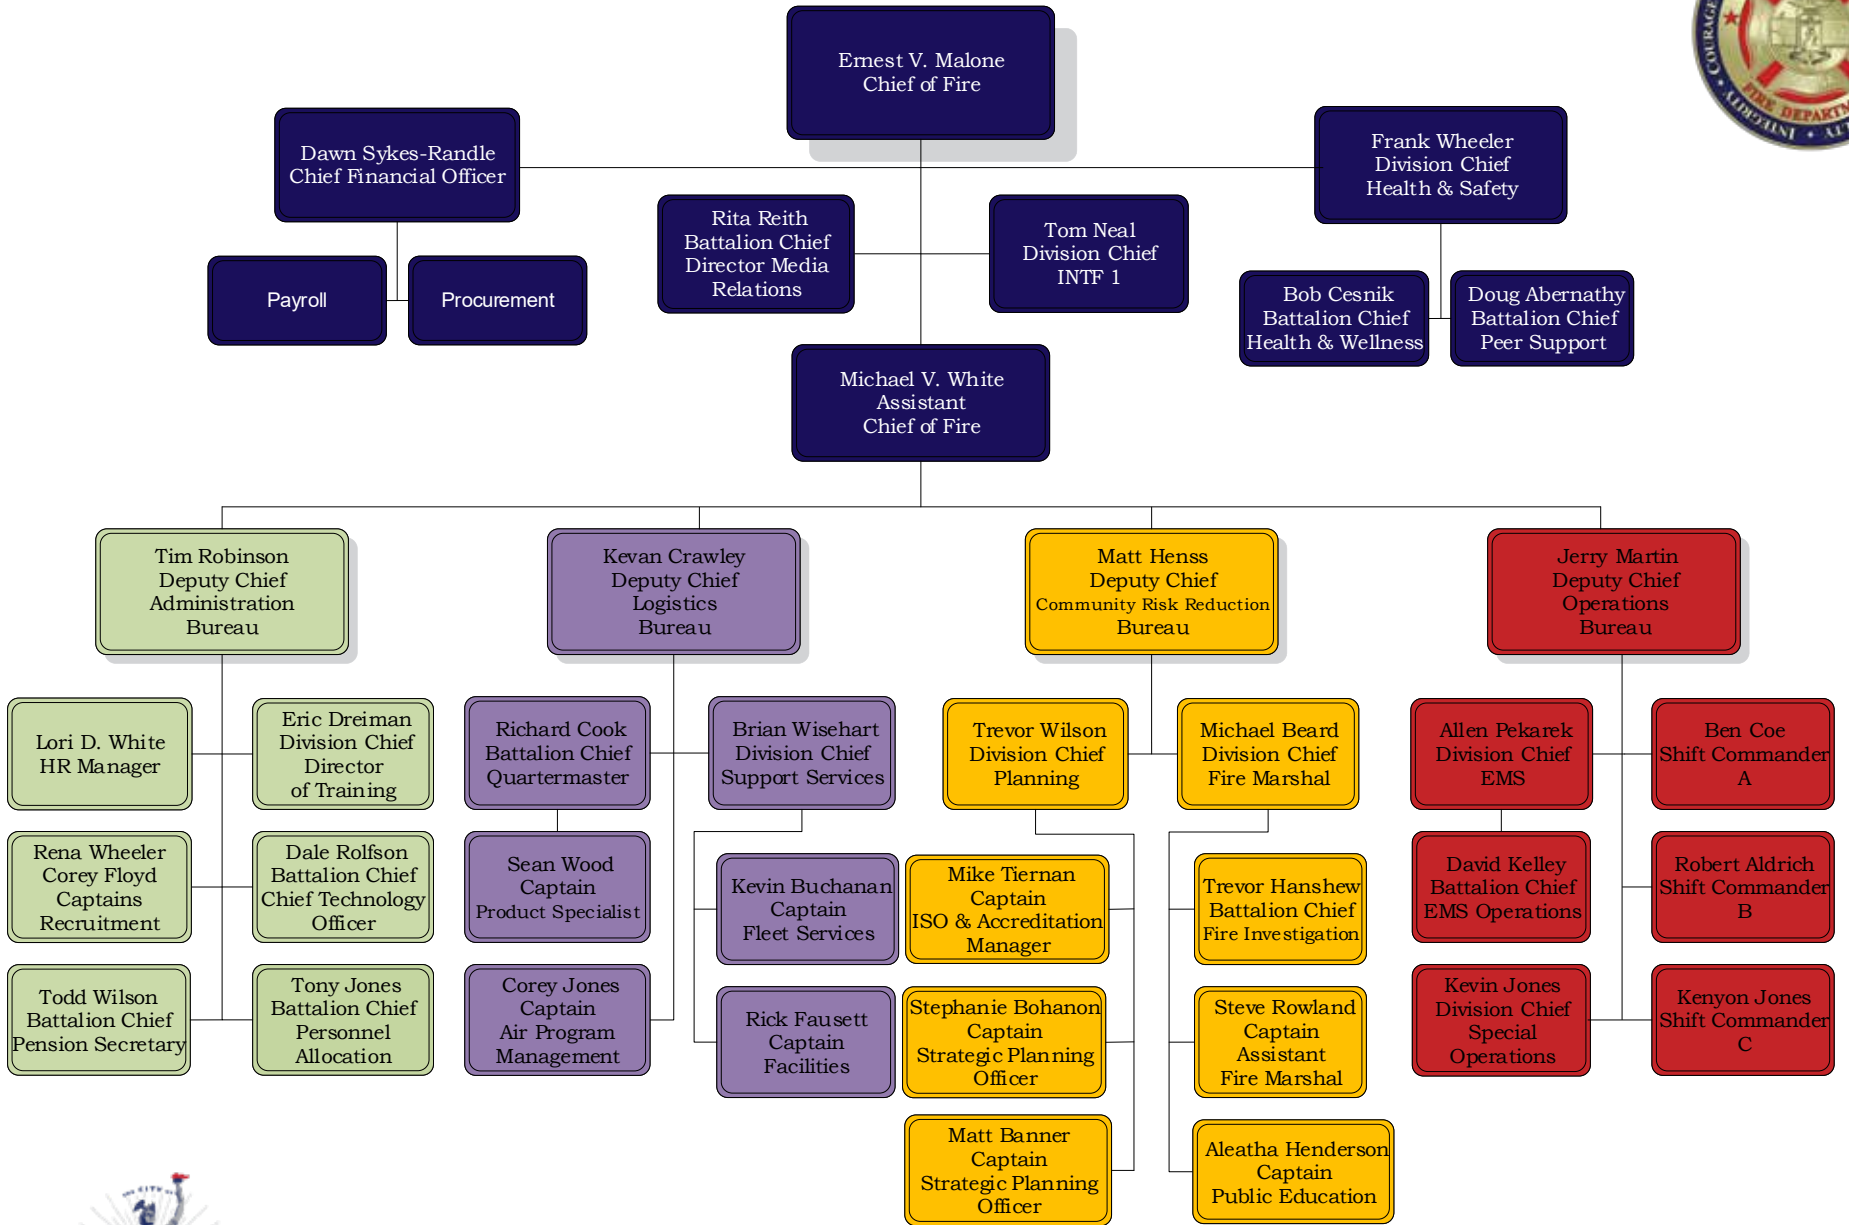 Ernest V. Malone
Chief of Fire
COURAGE
INTEGRITY
FIRE DEPARTM
Dawn Sykes-Randle
Chief Financial Officer
Frank Wheeler
Division Chief
Health & Safety
Rita Reith
Battalion Chief
Director Media
Relations
Tom Neal
Division Chief
INTF 1
Payroll
Procurement
Bob Cesnik
Battalion Chief
Health & Wellness
Doug Abernathy
Battalion Chief
Peer Support
Michael V. White
Assistant
Chief of Fire
Tim Robinson
Deputy Chief
Administration
Bureau
Kevan Crawley
Deputy Chief
Logistics
Bureau
Matt Henss
Deputy Chief
Community Risk Reduction
Bureau
Jerry Martin
Deputy Chief
Operations
Bureau
Lori D. White
HR Manager
Eric Dreiman
Division Chief
Director
of Training
Richard Cook
Battalion Chief
Quartermaster
Brian Wisehart
Division Chief
Support Services
Trevor Wilson
Division Chief
Planning
Michael Beard
Division Chief
Fire Marshal
Allen Pekarek
Division Chief
EMS
Ben Coe
Shift Commander
A
Rena Wheeler
Corey Floyd
Captains
Recruitment
Dale Rolfson
Battalion Chief
Chief Technology
Officer
Sean Wood
Captain
Product Specialist
Kevin Buchanan
Captain
Fleet Services
Mike Tiernan
Captain
ISO & Accreditation
Manager
Trevor Hanshew
Battalion Chief
Fire Investigation
David Kelley
Battalion Chief
EMS Operations
Robert Aldrich
Shift Commander
B
Todd Wilson
Battalion Chief
Pension Secretary
Tony Jones
Battalion Chief
Personnel
Allocation
Corey Jones
Captain
Air Program
Management
Rick Fausett
Captain
Facilities
Stephanie Bohanon
Captain
Strategic Planning
Officer
Steve Rowland
Captain
Assistant
Fire Marshal
Kevin Jones
Division Chief
Special
Operations
Kenyon Jones
Shift Commander
C
Matt Banner
Captain
Strategic Planning
Officer
Aleatha Henderson
Captain
Public Education
THE CITY OF